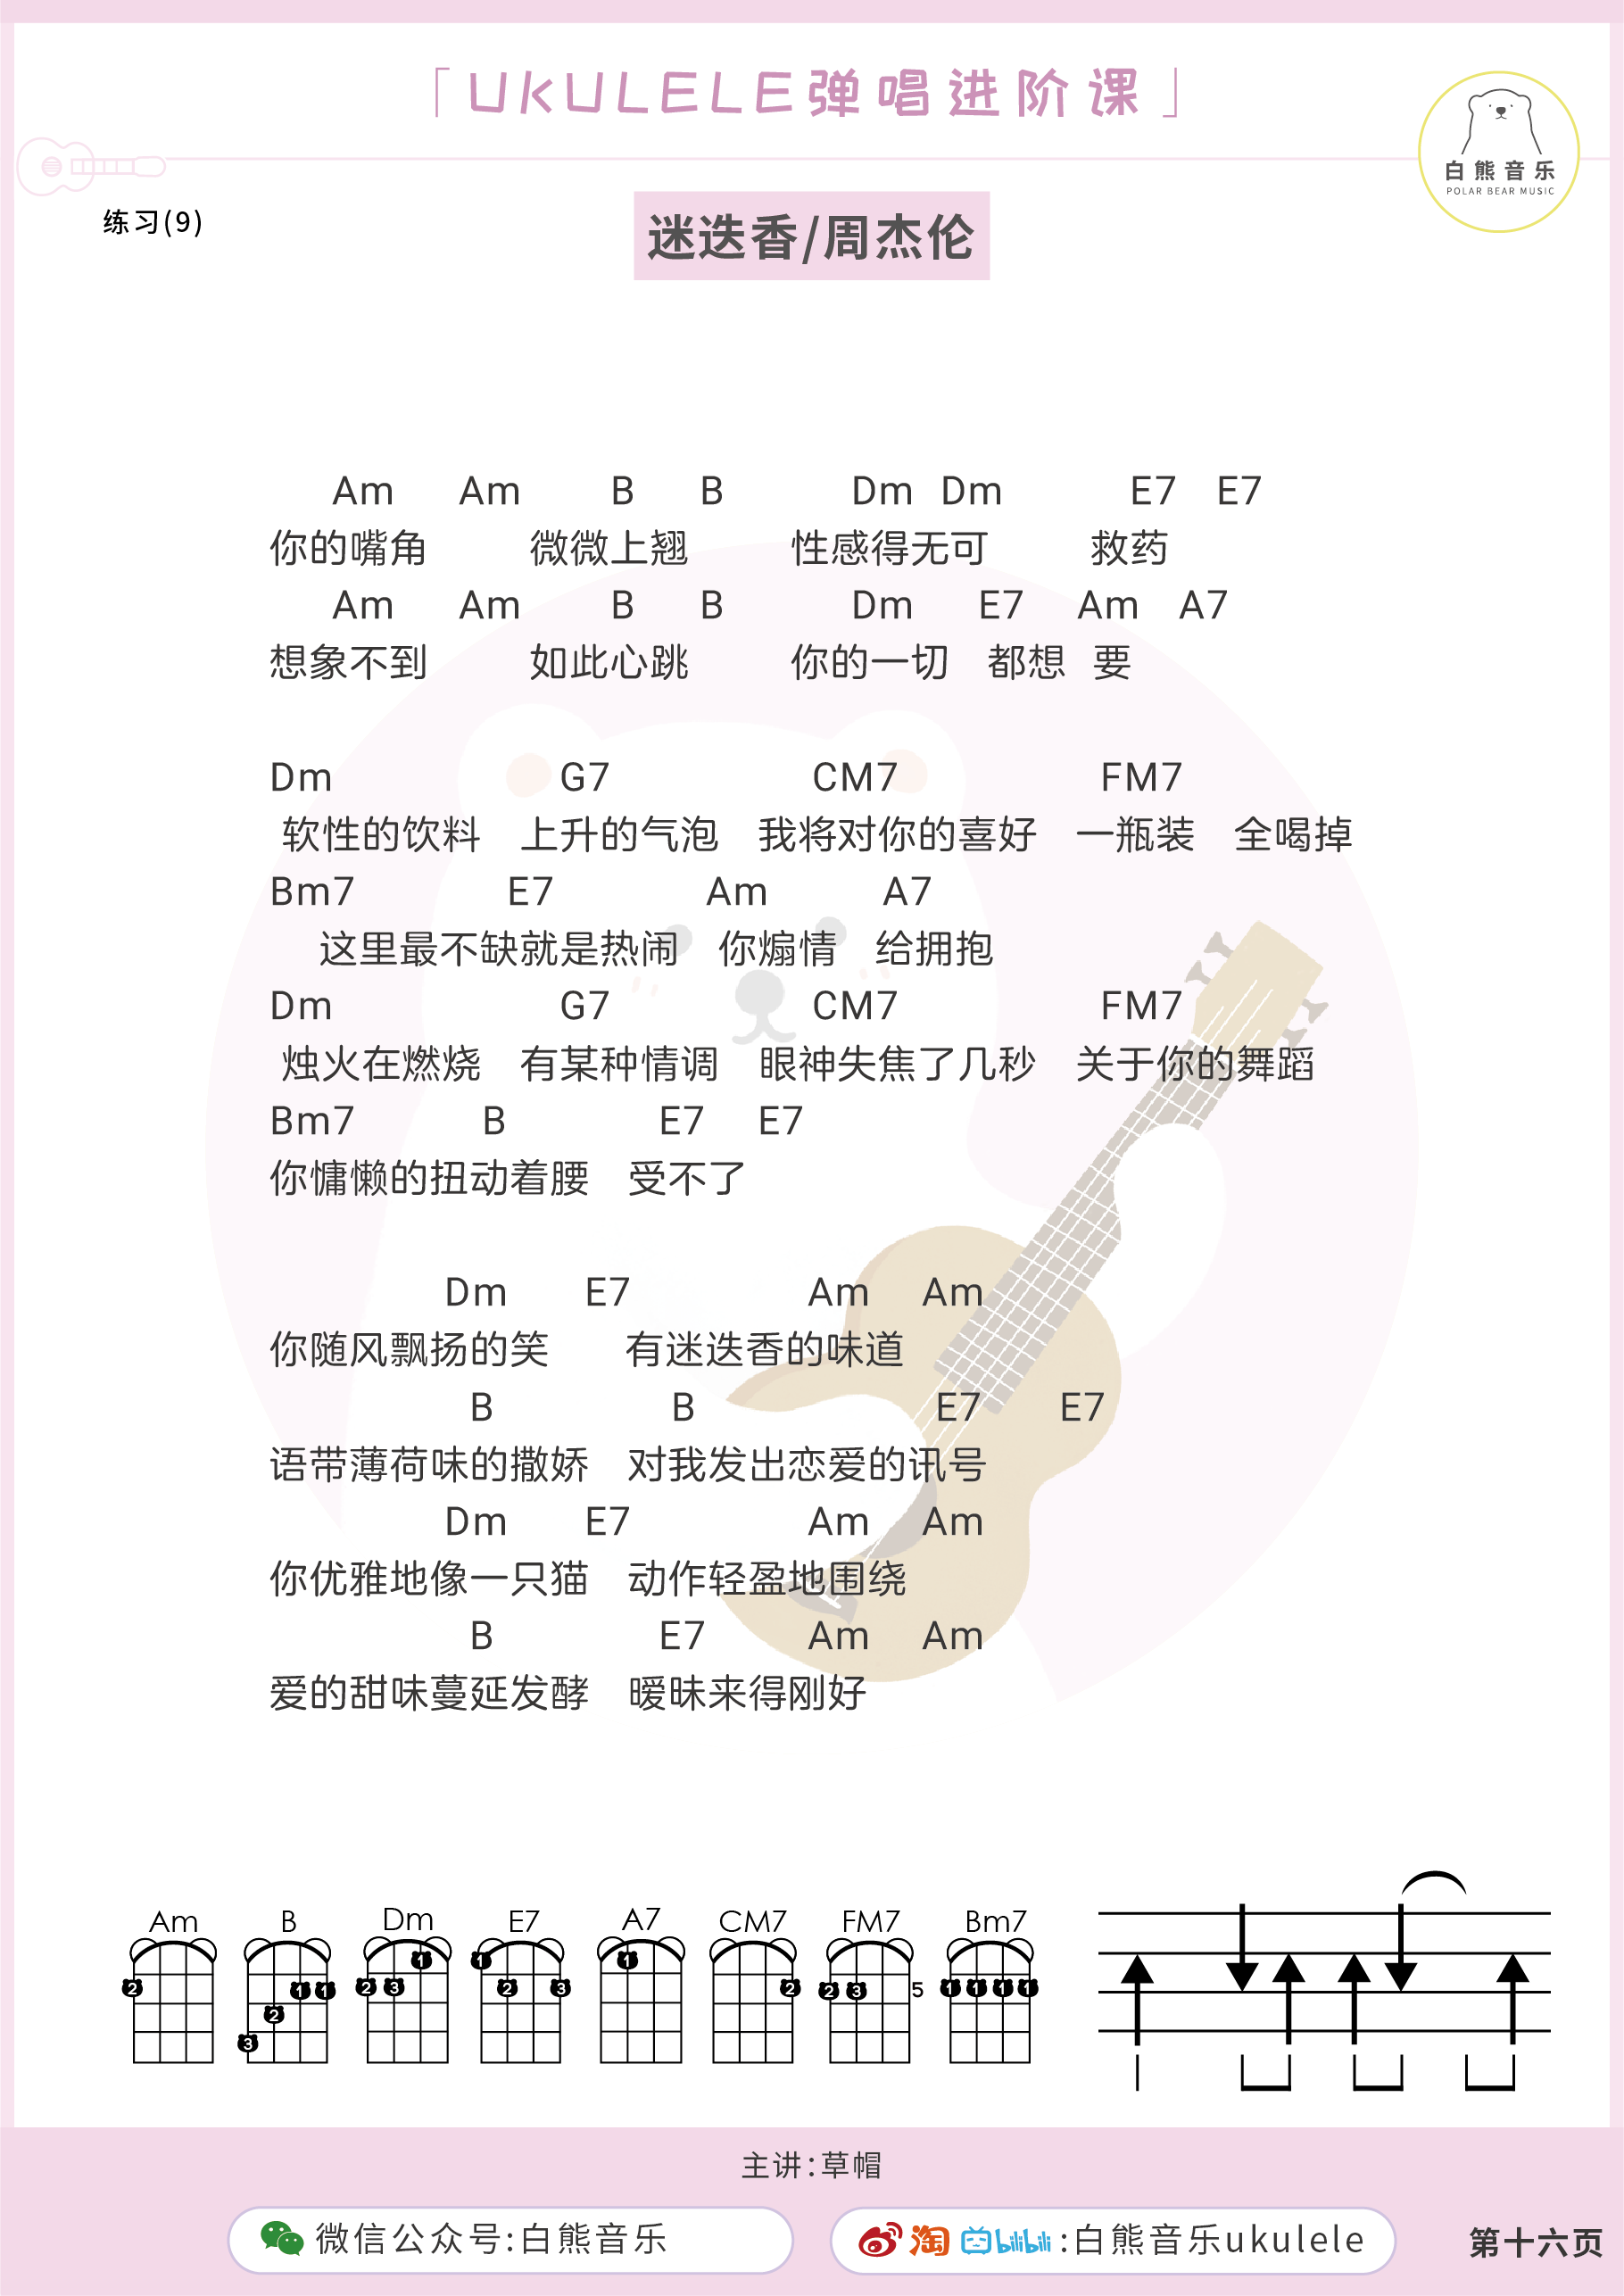 「UKULELE弹唱进阶课」
白熊音乐
POLAR BEAR MUSIC
练习(9)
迷迭香/周杰伦
Am Am B B Dm Dm E7 E7
你的嘴角 微微上翘 性感得无可 救药
Am Am B B Dm E7 Am A7
想象不到 如此心跳 你的一切 都想 要
Dm G7 CM7 FM7
软性的饮料 上升的气泡 我将对你的喜好 一瓶装 全喝掉
Bm7 E7 Am A7
这里最不缺就是热闹 你煽情 给拥抱
Dm G7 CM7 FM7
烛火在燃烧 有某种情调 眼神失焦了几秒 关于你的舞蹈
Bm7 B E7 E7
你慵懒的扭动着腰 受不了
Dm E7 Am Am
你随风飘扬的笑 有迷迭香的味道
B B E7 E7
语带薄荷味的撒娇 对我发出恋爱的讯号
Dm E7 Am Am
你优雅地像一只猫 动作轻盈地围绕
B E7 Am Am
爱的甜味蔓延发酵 暧昧来得刚好
Am B Dm E7 A7 CM7 FM7 Bm7
2 1 1 2 3 1 2 3 1 2 3 1 2 2 3 5 1 1 1 1
主讲:草帽
微信公众号:白熊音乐
淘 bilibili :白熊音乐ukulele
第十六页